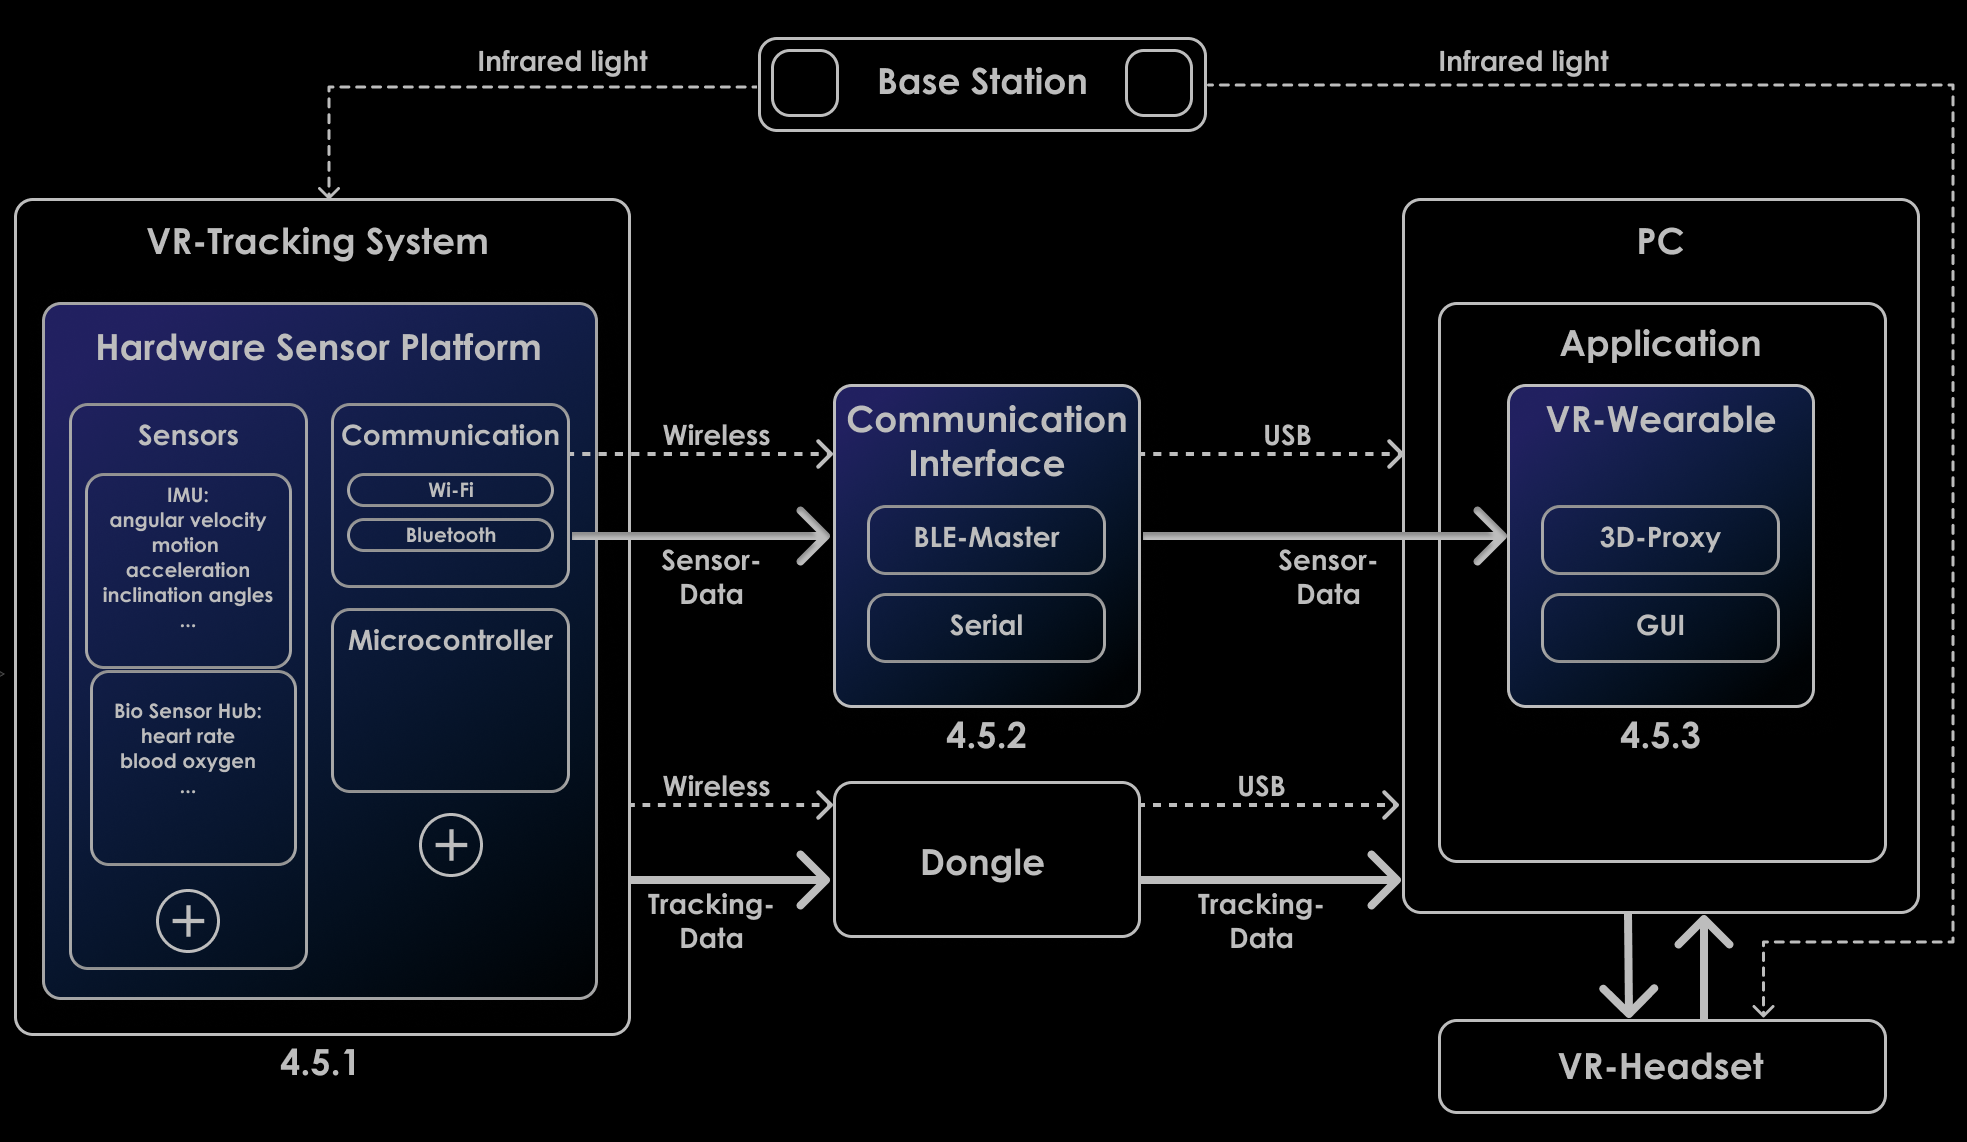 Infrared light
Base Station
Infrared light
VR-Tracking System
Hardware Sensor Platform
Sensors
IMU:
angular velocity
motion
acceleration
inclination angles
...
Bio Sensor Hub:
heart rate
blood oxygen
...
Communication
Wi-Fi
Bluetooth
Microcontroller
4.5.1
Wireless
Sensor-
Data
Wireless
Tracking-
Data
Communication
Interface
BLE-Master
Serial
4.5.2
Dongle
USB
Sensor-
Data
USB
Tracking-
Data
PC
Application
VR-Wearable
3D-Proxy
GUI
4.5.3
VR-Headset